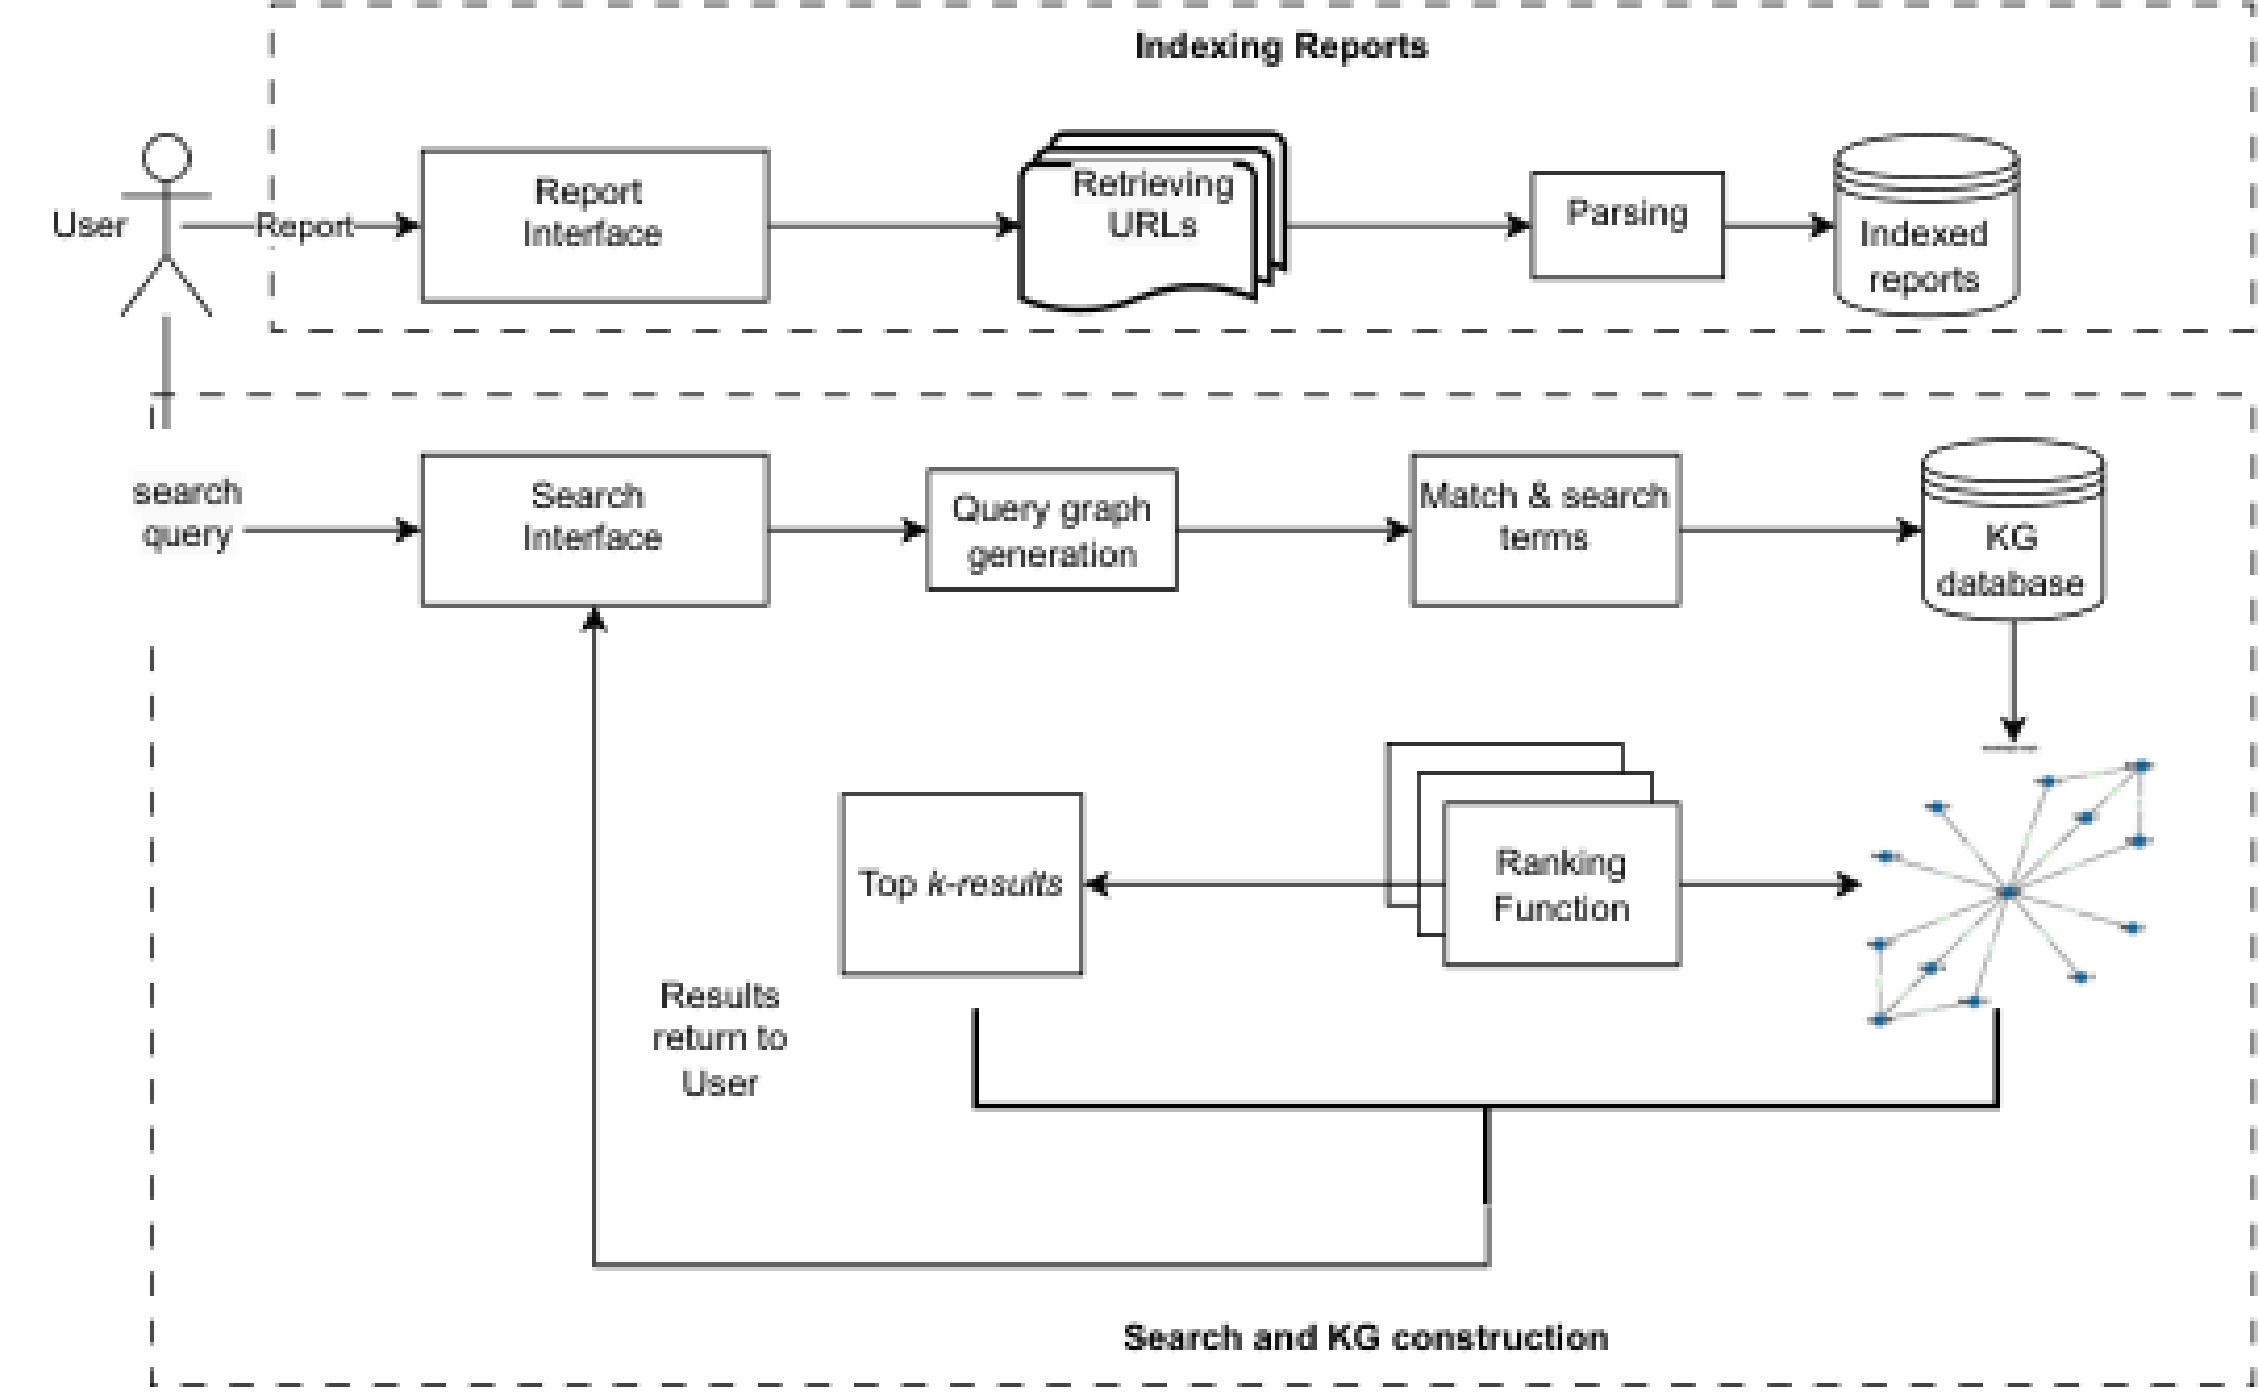 Indexing Reports
User
Report
Report
Interface
Retrieving
URLs
Parsing
Indexed
reports
search
query
Search
Interface
Query graph
generation
Match & search
terms
KG
database
Top k-results
Ranking
Function
Results
return to
User
Search and KG construction